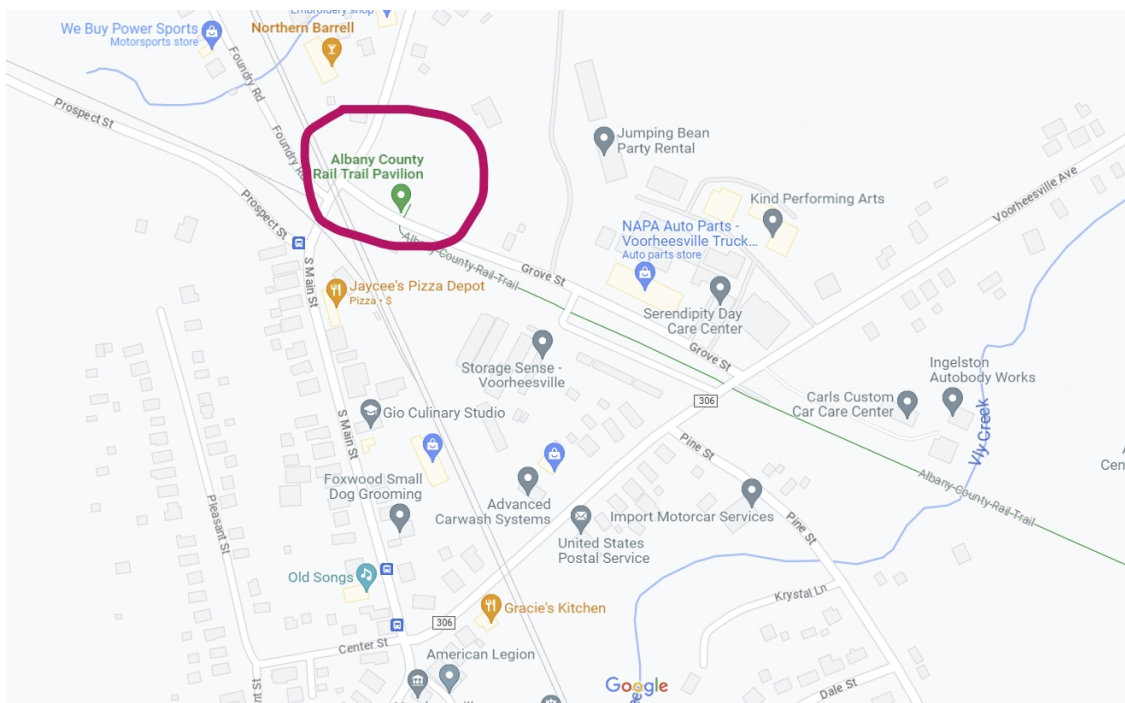 Embroidery shop
We Buy Power Sports
Motorsports store
Northern Barrell
Foundry Rd
Prospect St
Foundry Rd
Albany County
Rail Trail Pavilion
Jumping Bean
Party Rental
Voorheesville Ave
Kind Performing Arts
Prospect St
NAPA Auto Parts -
Voorheesville Truck...
Auto parts store
Albany-County-Rail-Trail
Grove St
S Main St
Jaycee's Pizza Depot
Pizza • $
Serendipity Day
Care Center
Grove St
Storage Sense -
Voorheesville
Ingelston
Autobody Works
Carls Custom
Car Care Center
306
S Main St
Gio Culinary Studio
Pine St
Vly Creek
Foxwood Small
Dog Grooming
Pleasant St
Advanced
Carwash Systems
Import Motorcar Services
Albany-County-Rail-Trail
Pine St
United States
Postal Service
Old Songs
Krystal Ln
Gracie's Kitchen
306
Center St
American Legion
Google
Dale St